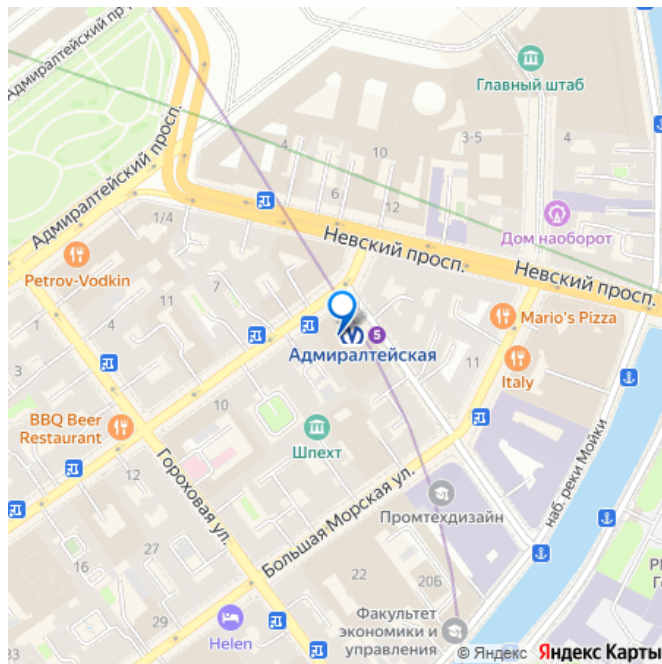 Адмиралтейский пр
Главный штаб
4
10
3-5
4
Адмиралтейский просп.
6
12
1/4
Невский просп.
Дом наоборот
Невский просп.
Petrov-Vodkin
7
Mario's Pizza
1
5
Адмиралтейская
11
Italy
3
10
BBQ Beer
Restaurant
Шпехт
12
Гороховая ул.
Большая Морская ул.
наб. реки Мойки
Промтехдизайн
16
27
22
20Б
Факультет
экономики и
управления
Helen
29
© Яндекс Яндекс Карты